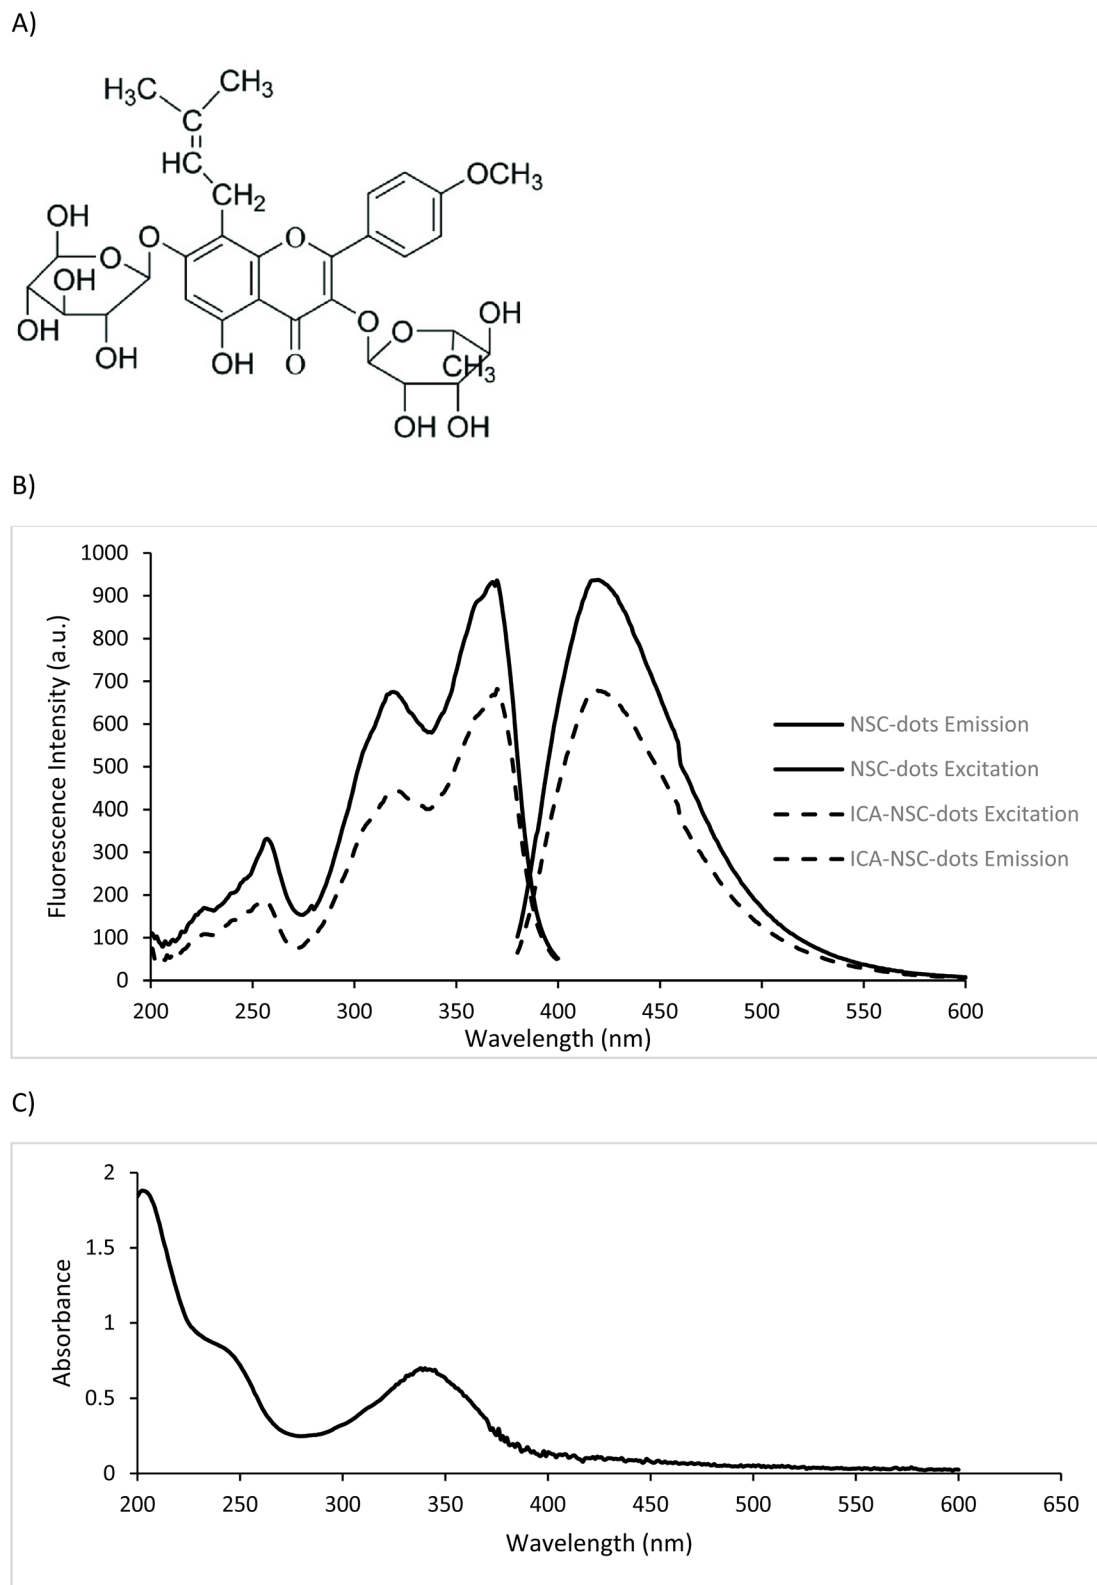 A)
H₃C CH₃
C
HC
CH₂
OCH₃
OH
O O
O
OH
OH
OH
OH O
O O
OH
CH₃
OH OH
B)
Fluorescence Intensity (a.u.)
1000
900
800
700
600
500
400
300
200
100
0
200 250 300 350 400 450 500 550 600
Wavelength (nm)
NSC-dots Emission
NSC-dots Excitation
ICA-NSC-dots Excitation
ICA-NSC-dots Emission
C)
Absorbance
2
1.5
1
0.5
0
200 250 300 350 400 450 500 550 600 650
Wavelength (nm)